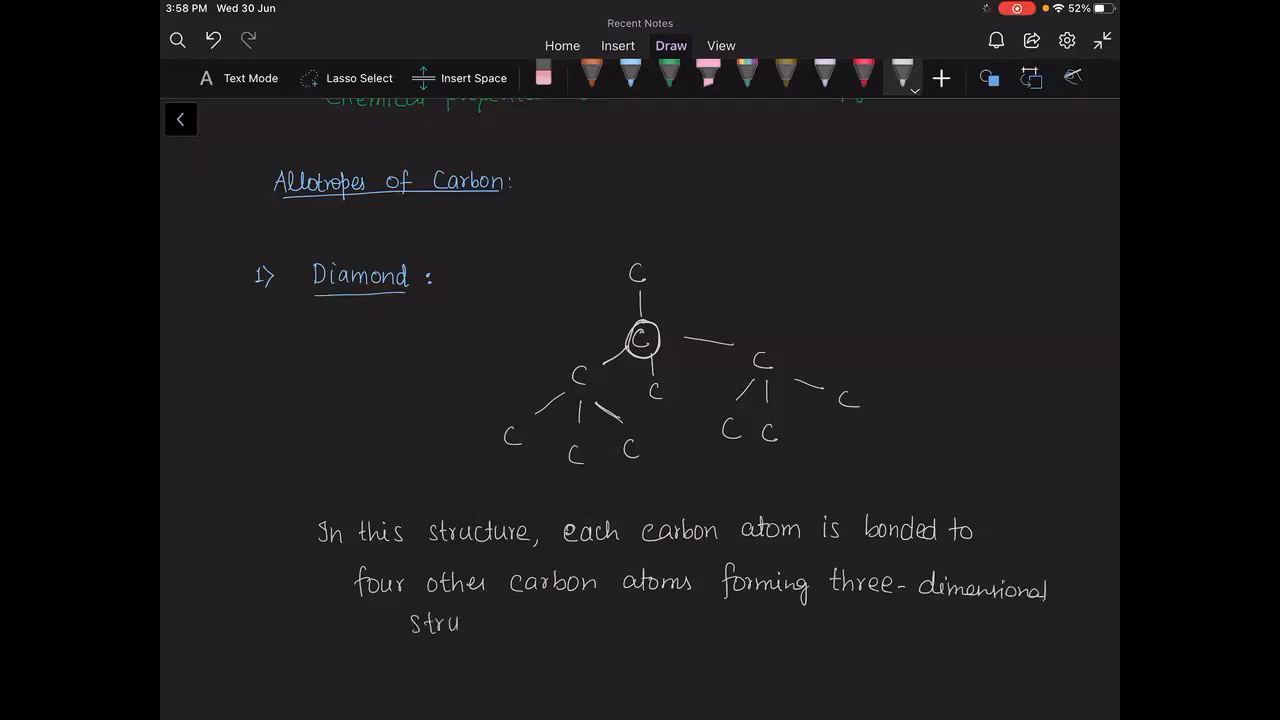 3:58 PM Wed 30 Jun
52%
Recent Notes
Home Insert Draw View
Text Mode Lasso Select Insert Space
Chemical
Allotropes of Carbon:
1) Diamond :
C
C
C C C
C C C C C C
In this structure, each carbon atom is bonded to
four other carbon atoms forming three-dimensional
stru